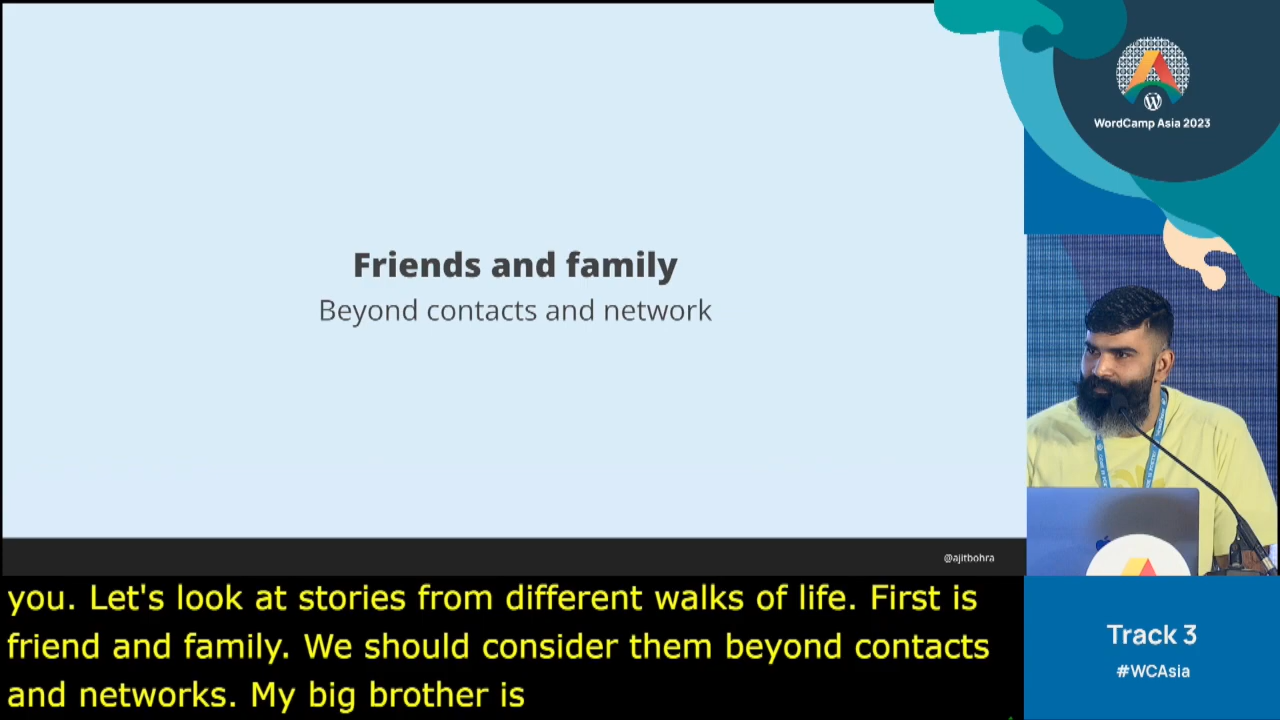 WordCamp Asia 2023
Friends and family
Beyond contacts and network
@ajitbohra
you. Let's look at stories from different walks of life. First is
friend and family. We should consider them beyond contacts
and networks. My big brother is
Track 3
#WCAsia